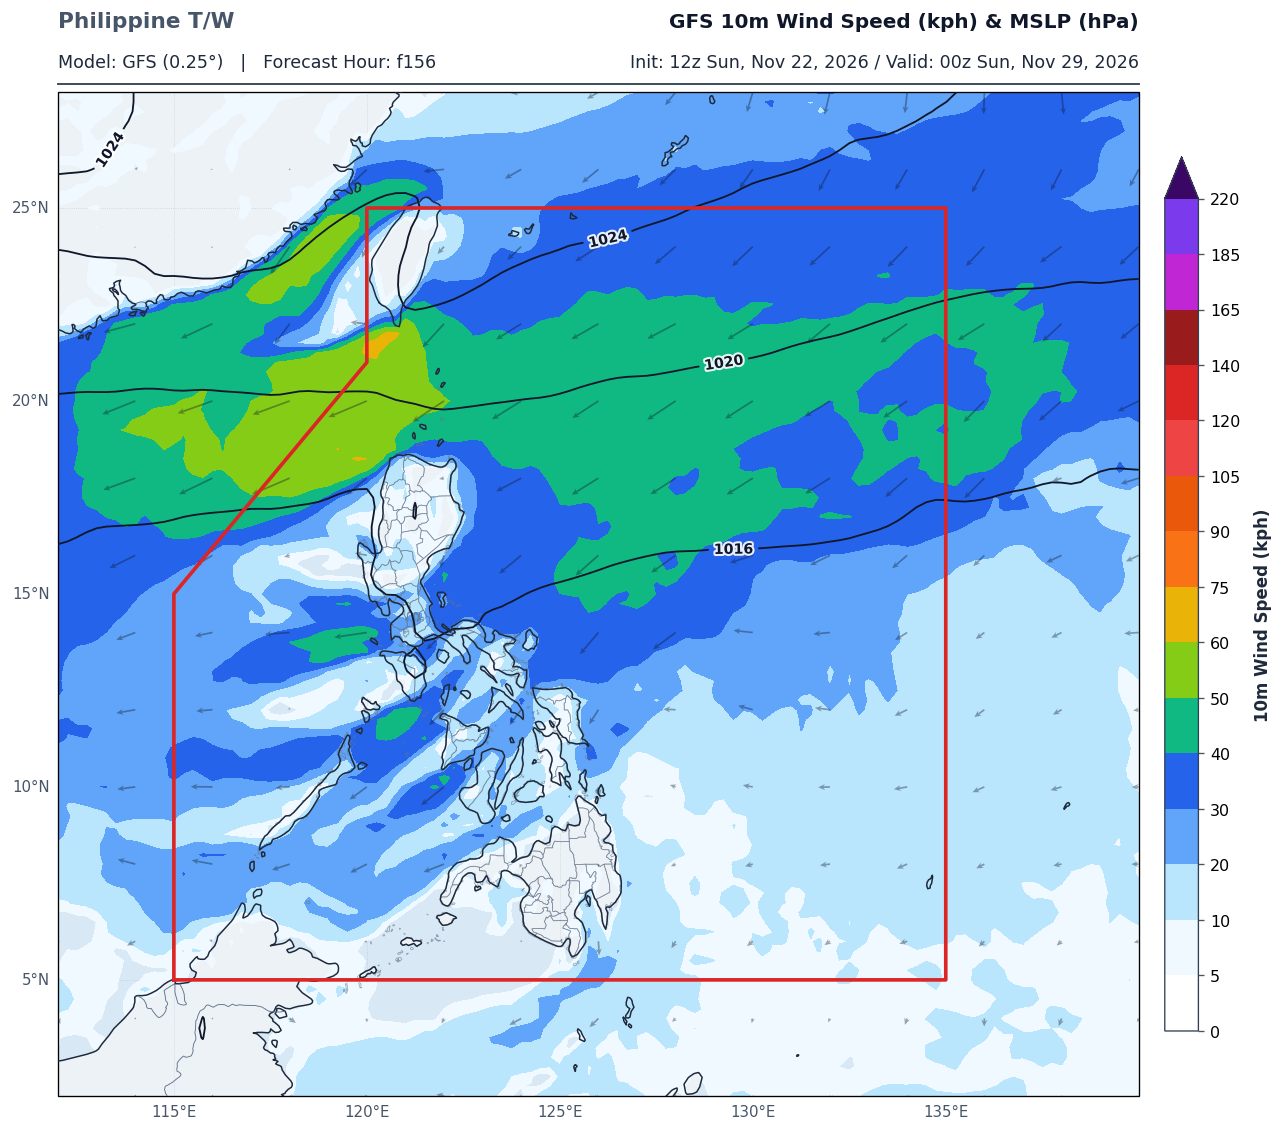 Philippine T/W
GFS 10m Wind Speed (kph) & MSLP (hPa)
Model: GFS (0.25°)   |   Forecast Hour: f156
Init: 12z Sun, Nov 22, 2026 / Valid: 00z Sun, Nov 29, 2026
1024
1024
1020
1016
25°N
20°N
15°N
10°N
5°N
115°E
120°E
125°E
130°E
135°E
220
185
165
140
120
105
90
75
60
50
40
30
20
10
5
0
10m Wind Speed (kph)